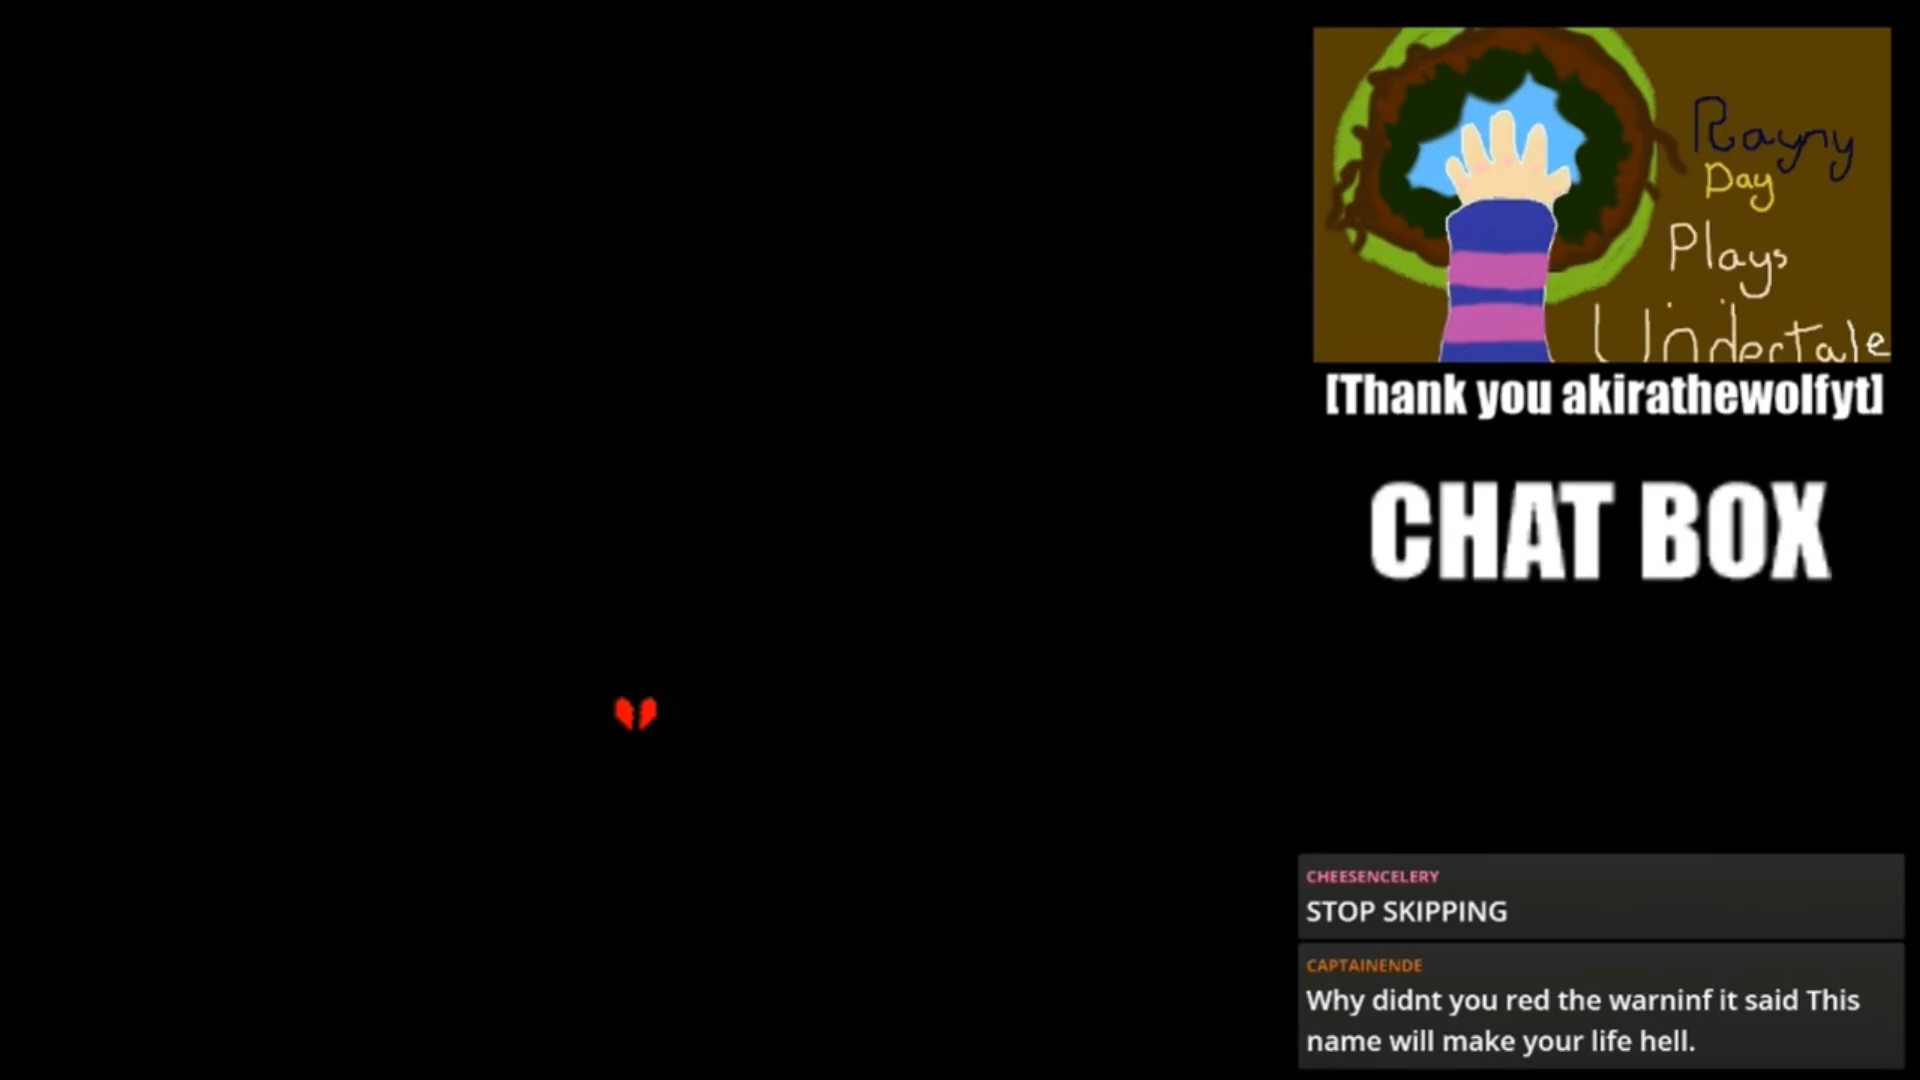 Rayny
Day
Plays
Undertale
[Thank you akirathewolfyt]
CHAT BOX
CHEESENCELERY
STOP SKIPPING
CAPTAINENDE
Why didnt you red the warninf it said This
name will make your life hell.